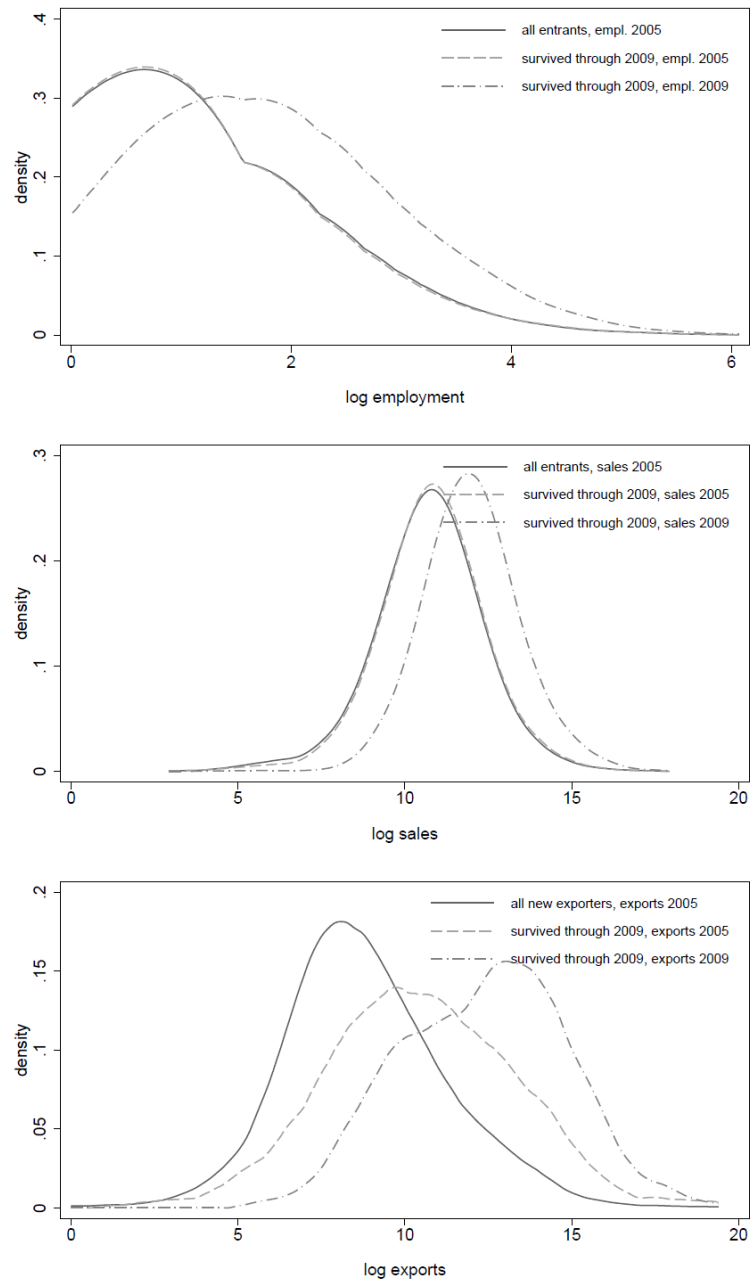 .4
all entrants, empl. 2005
survived through 2009, empl. 2005
.3
survived through 2009, empl. 2009
density
.2
.1
0
0 2 4 6
log employment
.3
all entrants, sales 2005
survived through 2009, sales 2005
survived through 2009, sales 2009
.2
density
.1
0
0 5 10 15 20
log sales
.2
all new exporters, exports 2005
survived through 2009, exports 2005
survived through 2009, exports 2009
.15
density
.1
.05
0
0 5 10 15 20
log exports